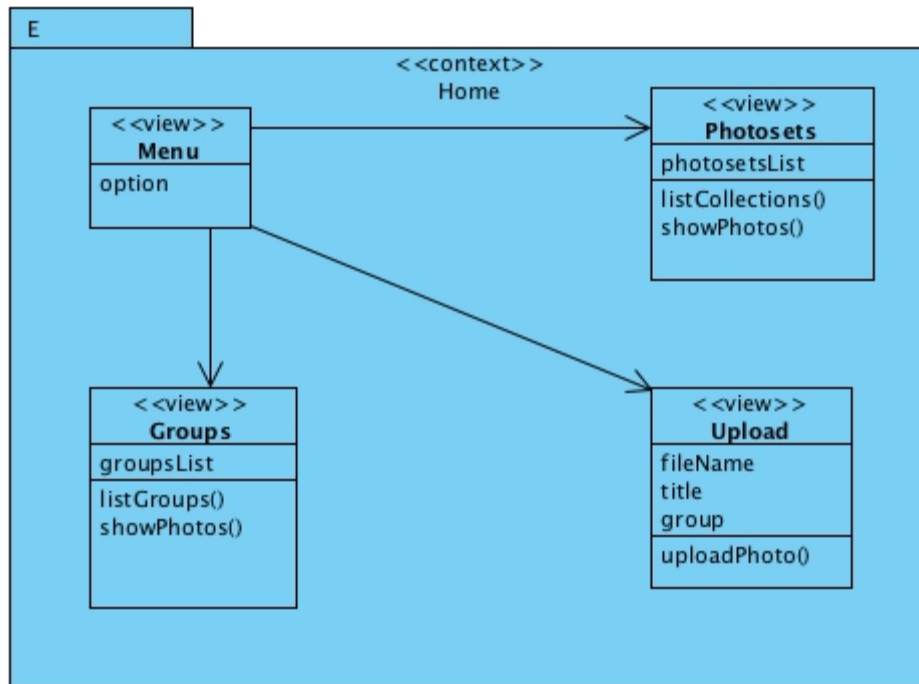 E
<<context>>
Home
<<view>>
Menu
option
<<view>>
Photosets
photosetsList
listCollections()
showPhotos()
<<view>>
Groups
groupsList
listGroups()
showPhotos()
<<view>>
Upload
fileName
title
group
uploadPhoto()